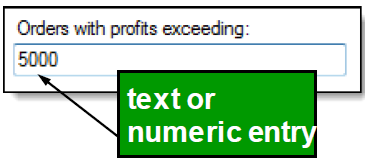 Orders with profits exceeding:
5000
text or
numeric entry